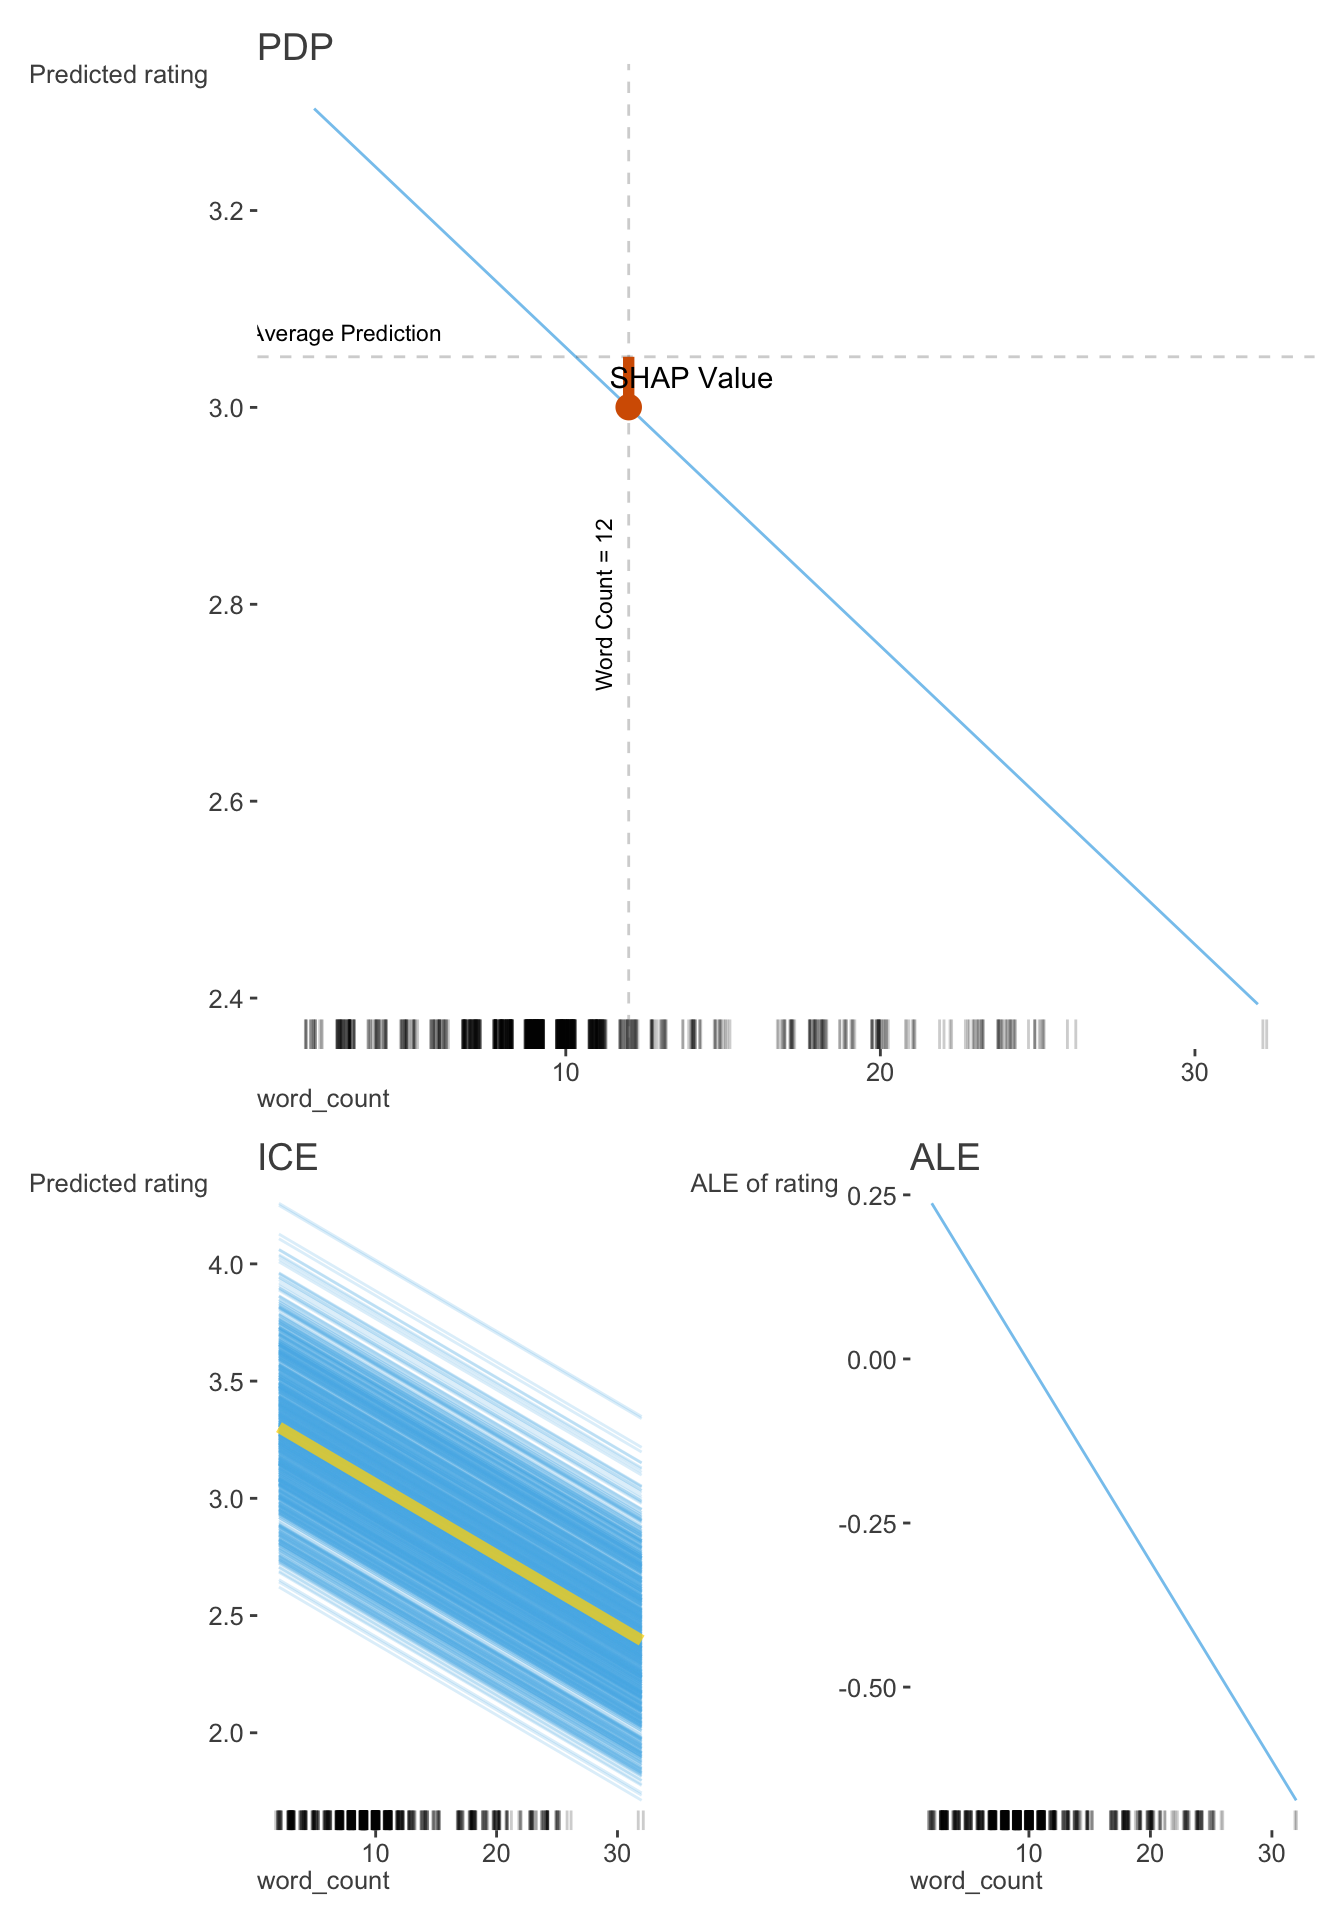 PDP
Predicted rating
3.2
Average Prediction
SHAP Value
3.0
Word Count = 12
2.8
2.6
2.4
10 20 30
word_count
ICE
Predicted rating
4.0
3.5
3.0
2.5
2.0
10 20 30
word_count
ALE
ALE of rating
0.25
0.00
-0.25
-0.50
10 20 30
word_count